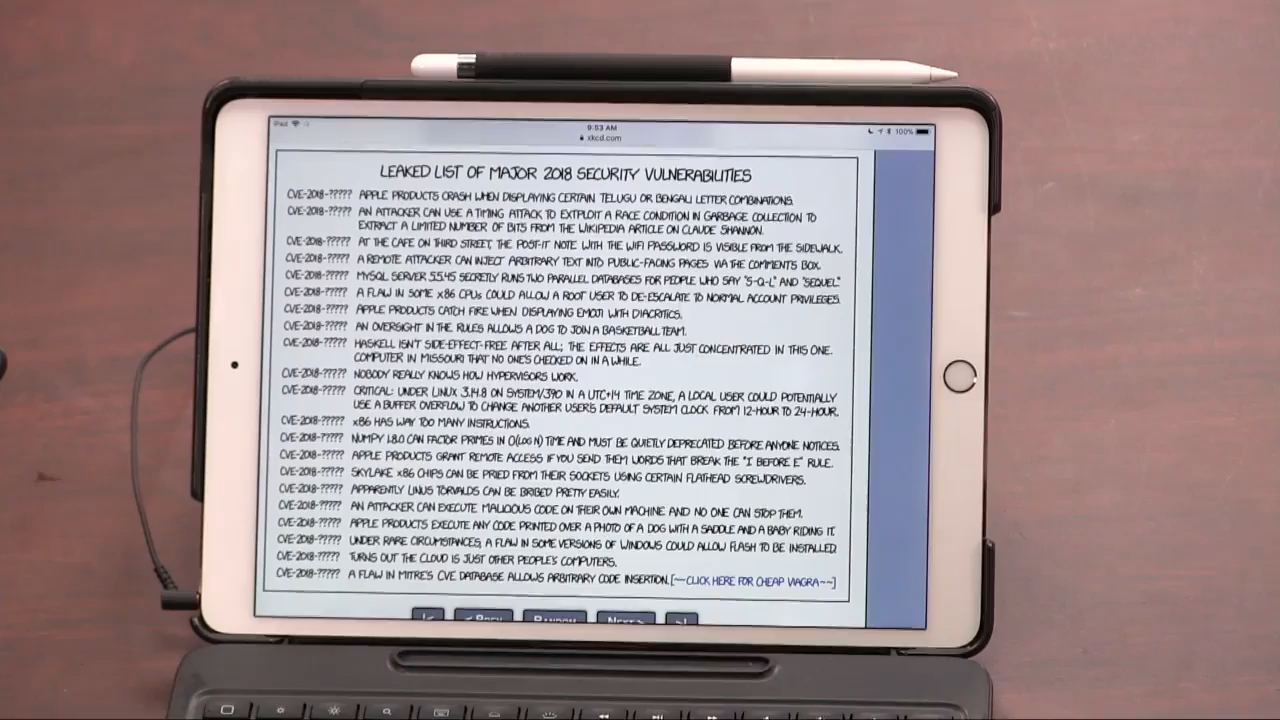 iPad
9:53 AM
100%
xkcd.com
LEAKED LIST OF MAJOR 2018 SECURITY VULNERABILITIES
CVE-2018-????? APPLE PRODUCTS CRASH WHEN DISPLAYING CERTAIN TELUGU OR BENGALI LETTER COMBINATIONS.
CVE-2018-????? AN ATTACKER CAN USE A TIMING ATTACK TO EXTPLOIT A RACE CONDITION IN GARBAGE COLLECTION TO
EXTRACT A LIMITED NUMBER OF BITS FROM THE WIKIPEDIA ARTICLE ON CLAUDE SHANNON.
CVE-2018-????? AT THE CAFE ON THIRD STREET, THE POST-IT NOTE WITH THE WIFI PASSWORD IS VISIBLE FROM THE SIDEWALK.
CVE-2018-????? A REMOTE ATTACKER CAN INJECT ARBITRARY TEXT INTO PUBLIC-FACING PAGES VIA THE COMMENTS BOX.
CVE-2018-????? MYSQL SERVER 5.5.45 SECRETLY RUNS TWO PARALLEL DATABASES FOR PEOPLE WHO SAY "S-Q-L" AND "SEQUEL"
CVE-2018-????? A FLAW IN SOME x86 CPUs COULD ALLOW A ROOT USER TO DE-ESCALATE TO NORMAL ACCOUNT PRIVILEGES.
CVE-2018-????? APPLE PRODUCTS CATCH FIRE WHEN DISPLAYING EMOJI WITH DIACRITICS.
CVE-2018-????? AN OVERSIGHT IN THE RULES ALLOWS A DOG TO JOIN A BASKETBALL TEAM.
CVE-2018-????? HASKELL ISN'T SIDE-EFFECT-FREE AFTER ALL; THE EFFECTS ARE ALL JUST CONCENTRATED IN THIS ONE.
COMPUTER IN MISSOURI THAT NO ONE'S CHECKED ON IN A WHILE.
CVE-2018-????? NOBODY REALLY KNOWS HOW HYPERVISORS WORK.
CVE-2018-????? CRITICAL: UNDER LINUX 3.14.8 ON SYSTEM/390 IN A UTC+14 TIME ZONE, A LOCAL USER COULD POTENTIALLY
USE A BUFFER OVERFLOW TO CHANGE ANOTHER USER'S DEFAULT SYSTEM CLOCK FROM 12-HOUR TO 24-HOUR.
CVE-2018-????? x86 HAS WAY TOO MANY INSTRUCTIONS.
CVE-2018-????? NUMPY 1.8.0 CAN FACTOR PRIMES IN O(LOG N) TIME AND MUST BE QUIETLY DEPRECATED BEFORE ANYONE NOTICES.
CVE-2018-????? APPLE PRODUCTS GRANT REMOTE ACCESS IF YOU SEND THEM WORDS THAT BREAK THE "I BEFORE E" RULE.
CVE-2018-????? SKYLAKE x86 CHIPS CAN BE PRIED FROM THEIR SOCKETS USING CERTAIN FLATHEAD SCREWDRIVERS.
CVE-2018-????? APPARENTLY LINUS TORVALDS CAN BE BRIBED PRETTY EASILY.
CVE-2018-????? AN ATTACKER CAN EXECUTE MALICIOUS CODE ON THEIR OWN MACHINE AND NO ONE CAN STOP THEM.
CVE-2018-????? APPLE PRODUCTS EXECUTE ANY CODE PRINTED OVER A PHOTO OF A DOG WITH A SADDLE AND A BABY RIDING IT.
CVE-2018-????? UNDER RARE CIRCUMSTANCES, A FLAW IN SOME VERSIONS OF WINDOWS COULD ALLOW FLASH TO BE INSTALLED.
CVE-2018-????? TURNS OUT THE CLOUD IS JUST OTHER PEOPLE'S COMPUTERS.
CVE-2018-????? A FLAW IN MITRE'S CVE DATABASE ALLOWS ARBITRARY CODE INSERTION.[~~CLICK HERE FOR CHEAP VIAGRA~~]
|< < PREV RANDOM NEXT > >|